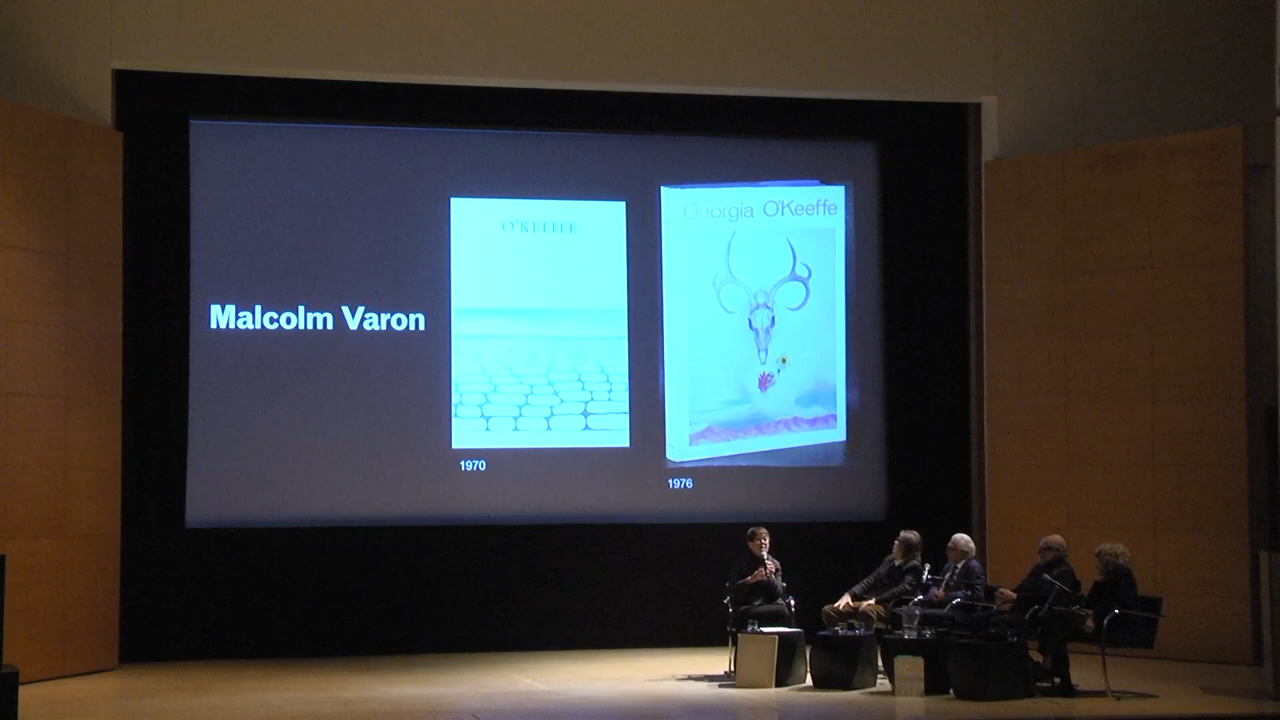 Malcolm Varon
O'KEEFFE
1970
Georgia O'Keeffe
1976